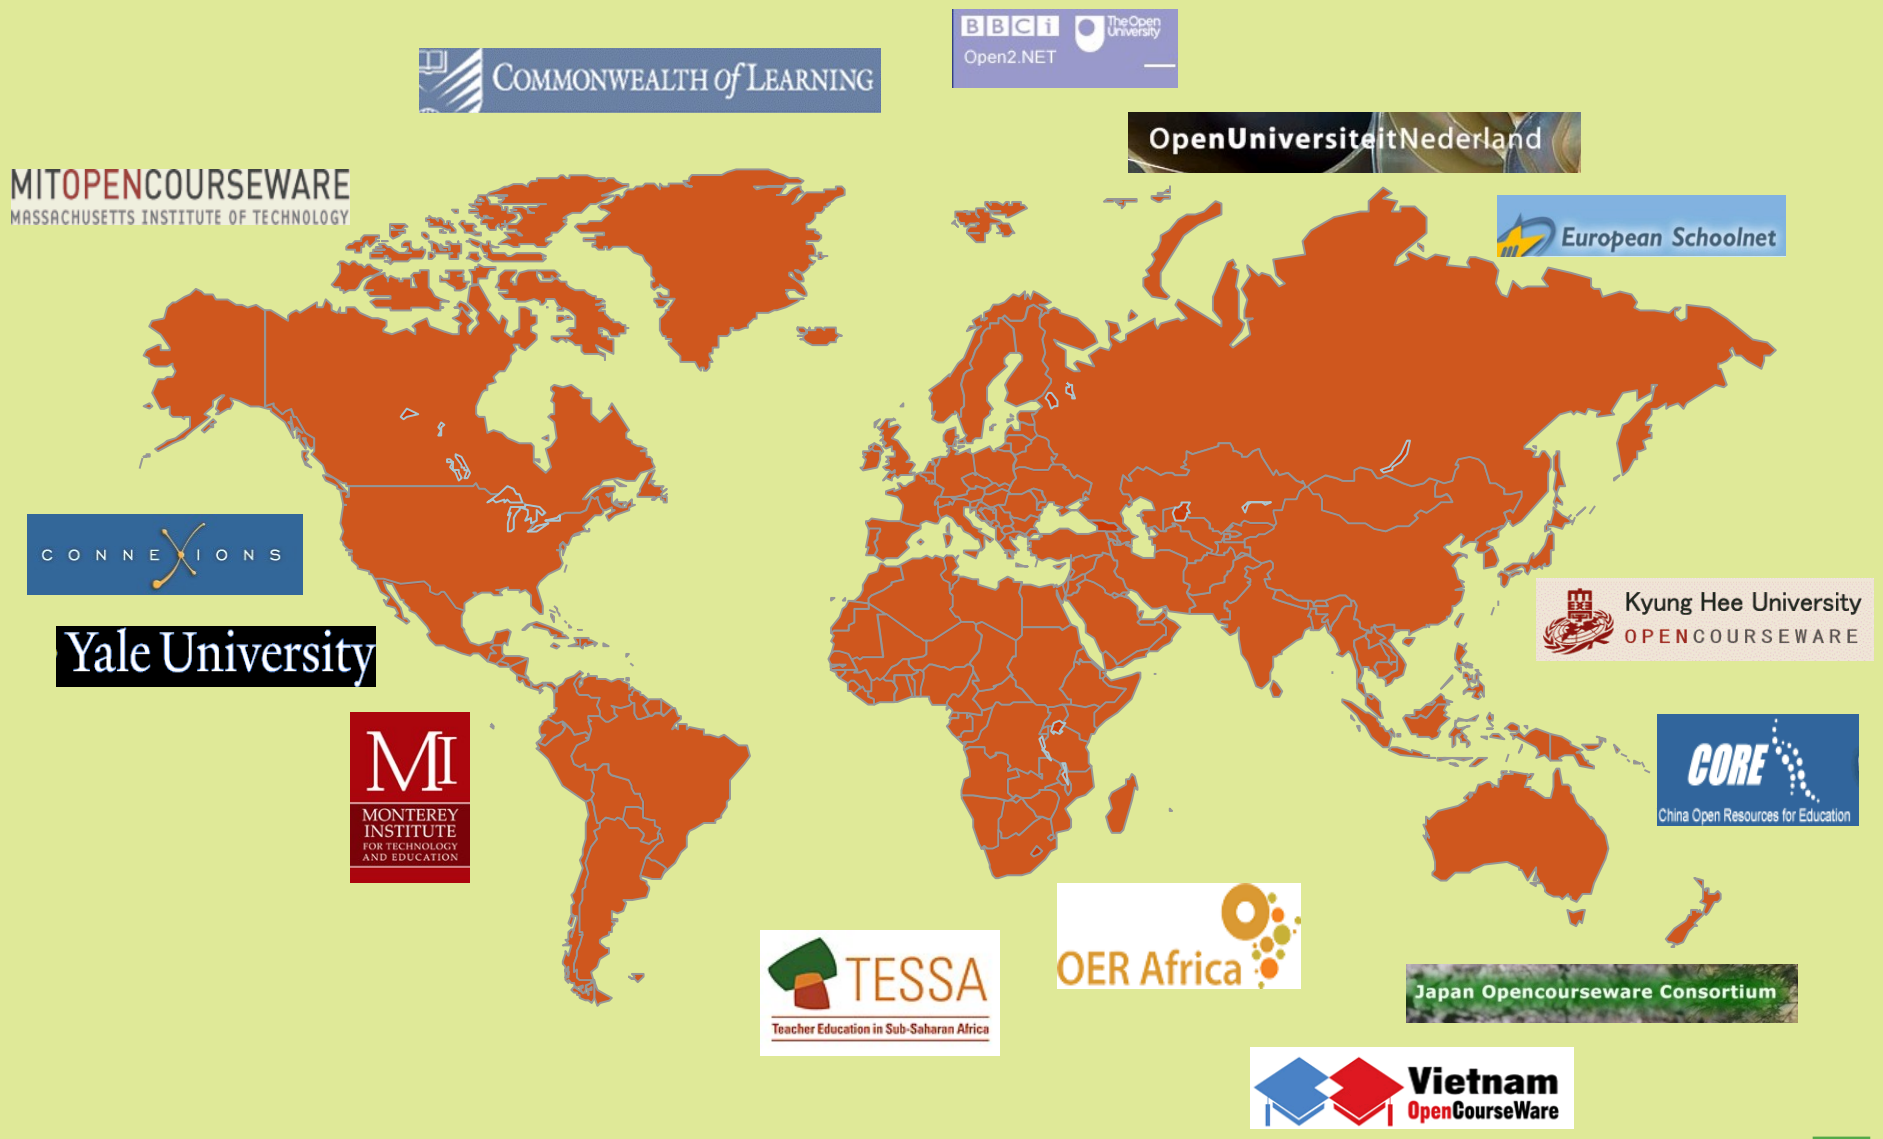 BBCi The Open
University
Open2.NET
COMMONWEALTH of LEARNING
OpenUniversiteitNederland
MITOPENCOURSEWARE
MASSACHUSETTS INSTITUTE OF TECHNOLOGY
European Schoolnet
CONNEXIONS
Kyung Hee University
OPENCOURSEWARE
Yale University
MI
MONTEREY
INSTITUTE
FOR TECHNOLOGY
AND EDUCATION
CORE
China Open Resources for Education
OER Africa
TESSA
Teacher Education in Sub-Saharan Africa
Japan Opencourseware Consortium
Vietnam
OpenCourseWare